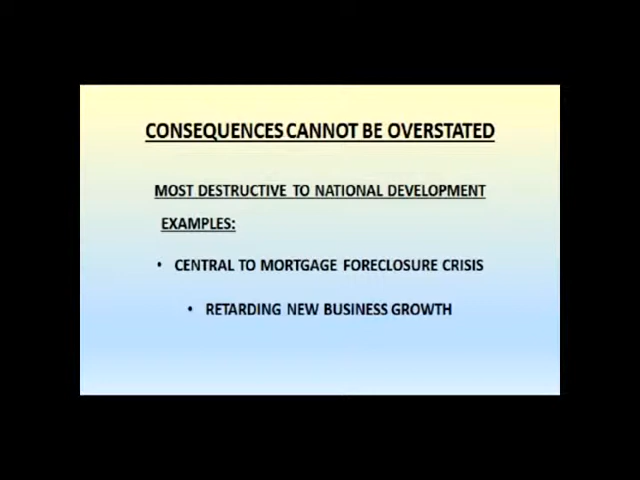 CONSEQUENCES CANNOT BE OVERSTATED
MOST DESTRUCTIVE TO NATIONAL DEVELOPMENT
EXAMPLES:
• CENTRAL TO MORTGAGE FORECLOSURE CRISIS
• RETARDING NEW BUSINESS GROWTH